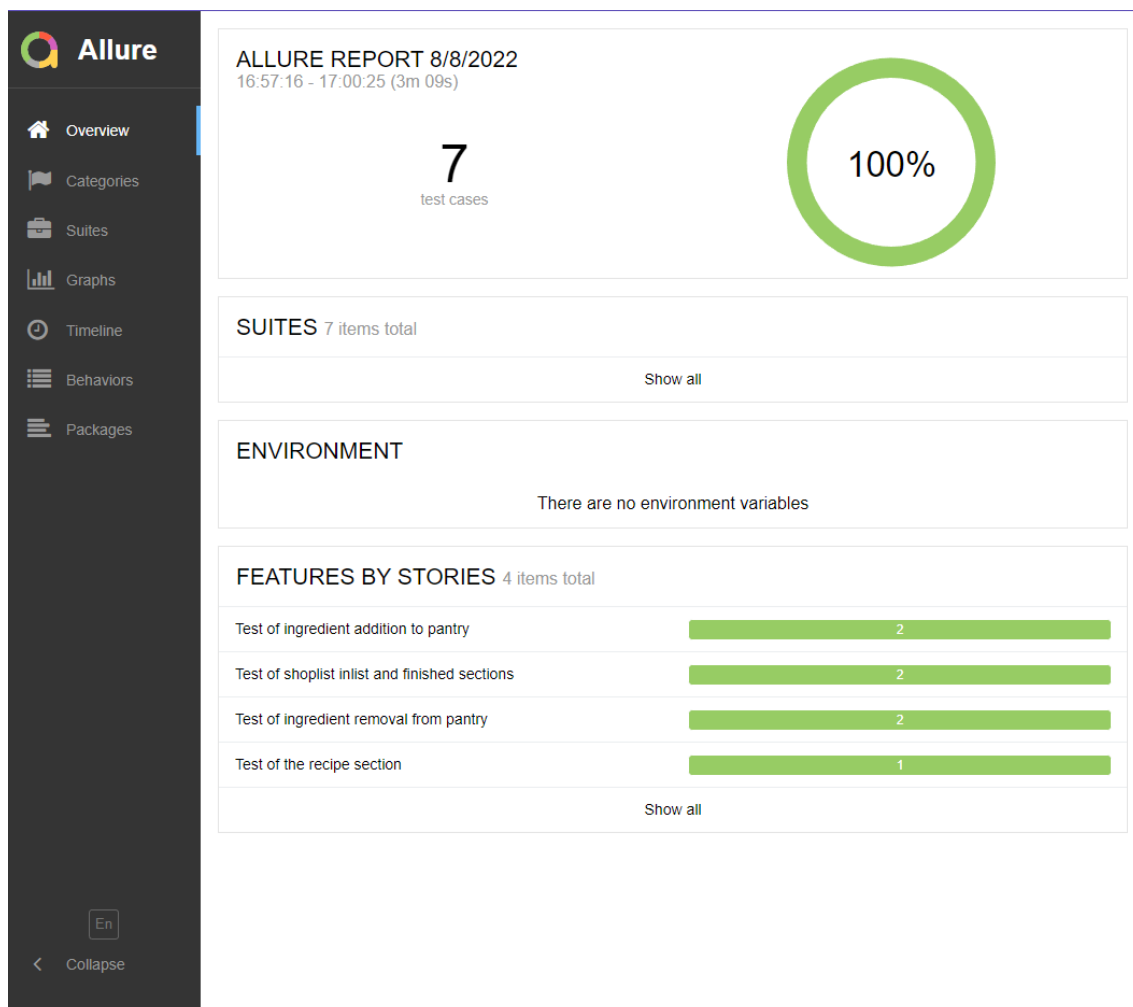 Allure
Overview
Categories
Suites
Graphs
Timeline
Behaviors
Packages
En
Collapse
ALLURE REPORT 8/8/2022
16:57:16 - 17:00:25 (3m 09s)
7
test cases
100%
SUITES 7 items total
Show all
ENVIRONMENT
There are no environment variables
FEATURES BY STORIES 4 items total
Test of ingredient addition to pantry 2
Test of shoplist inlist and finished sections 2
Test of ingredient removal from pantry 2
Test of the recipe section 1
Show all